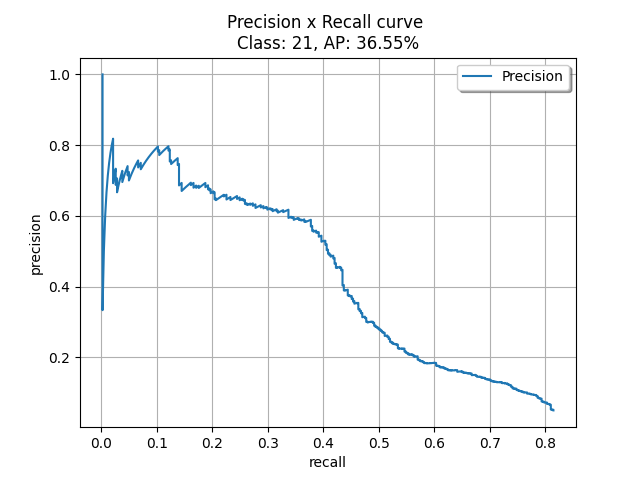 Precision x Recall curve
Class: 21, AP: 36.55%
Precision
1.0
0.8
0.6
0.4
0.2
precision
0.0 0.1 0.2 0.3 0.4 0.5 0.6 0.7 0.8
recall